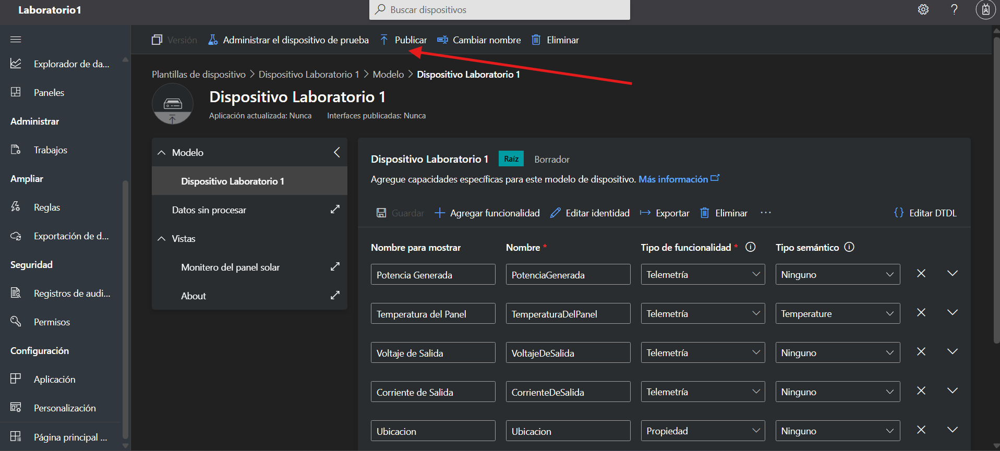 Laboratorio1
Buscar dispositivos
Explorador de da...
Paneles
Administrar
Trabajos
Ampliar
Reglas
Exportación de d...
Seguridad
Registros de audi...
Permisos
Configuración
Aplicación
Personalización
Página principal ...
Versión
Administrar el dispositivo de prueba
Publicar
Cambiar nombre
Eliminar
Plantillas de dispositivo > Dispositivo Laboratorio 1 > Modelo > Dispositivo Laboratorio 1
Dispositivo Laboratorio 1
Aplicación actualizada: Nunca
Interfaces publicadas: Nunca
Modelo
Dispositivo Laboratorio 1
Datos sin procesar
Vistas
Monitero del panel solar
About
Dispositivo Laboratorio 1 Raíz Borrador
Agregue capacidades específicas para este modelo de dispositivo. Más información
Guardar
Agregar funcionalidad
Editar identidad
Exportar
Eliminar
...
{} Editar DTDL
Nombre para mostrar Nombre * Tipo de funcionalidad * Tipo semántico
Potencia Generada PotenciaGenerada Telemetría Ninguno
Temperatura del Panel TemperaturaDelPanel Telemetría Temperature
Voltaje de Salida VoltajeDeSalida Telemetría Ninguno
Corriente de Salida CorrienteDeSalida Telemetría Ninguno
Ubicacion Ubicacion Propiedad Ninguno